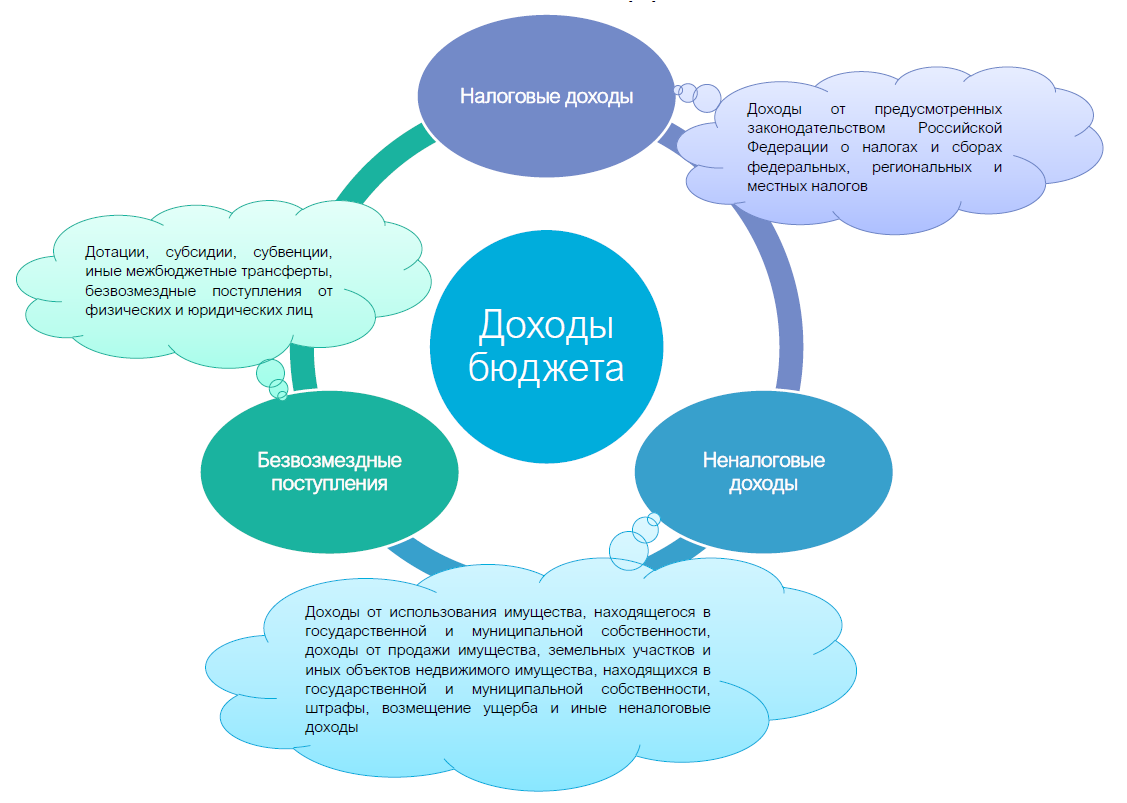 Налоговые доходы
Доходы от предусмотренных
законодательством Российской
Федерации о налогах и сборах
федеральных, региональных и
местных налогов
Дотации, субсидии, субвенции,
иные межбюджетные трансферты,
безвозмездные поступления от
физических и юридических лиц
Доходы
бюджета
Безвозмездные
поступления
Неналоговые
доходы
Доходы от использования имущества, находящегося в
государственной и муниципальной собственности,
доходы от продажи имущества, земельных участков и
иных объектов недвижимого имущества, находящихся в
государственной и муниципальной собственности,
штрафы, возмещение ущерба и иные неналоговые
доходы